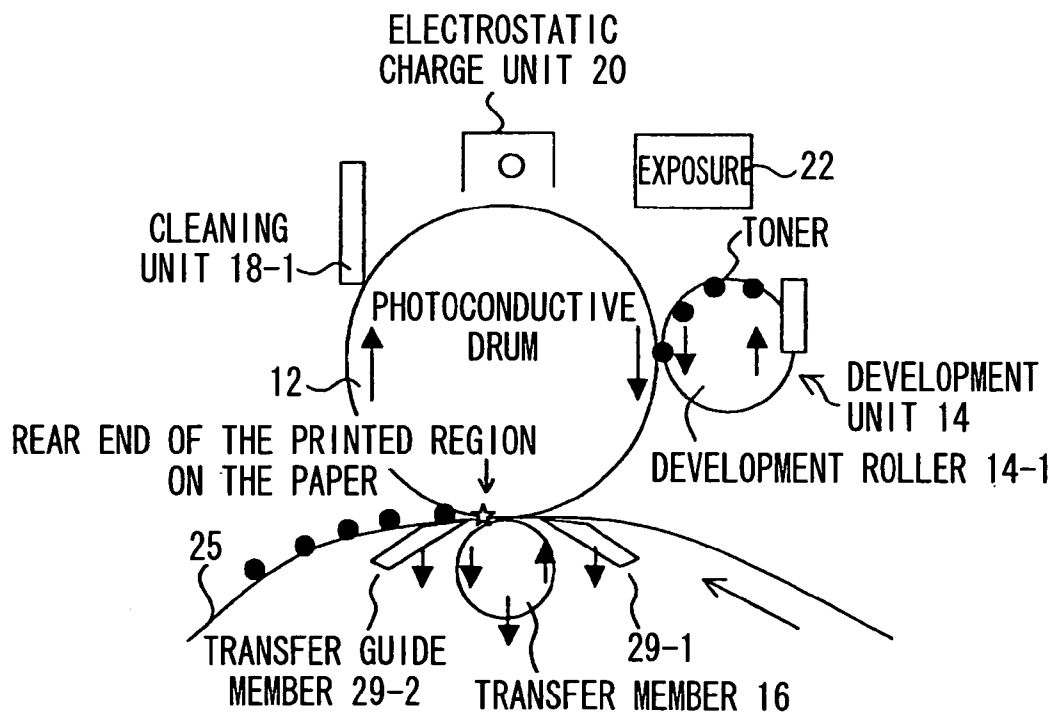 ELECTROSTATIC
CHARGE UNIT 20
EXPOSURE
22
CLEANING
UNIT 18-1
TONER
PHOTOCONDUCTIVE
DRUM
12
DEVELOPMENT
UNIT 14
REAR END OF THE PRINTED REGION
ON THE PAPER
DEVELOPMENT ROLLER 14-1
25
TRANSFER GUIDE
MEMBER 29-2
29-1
TRANSFER MEMBER 16